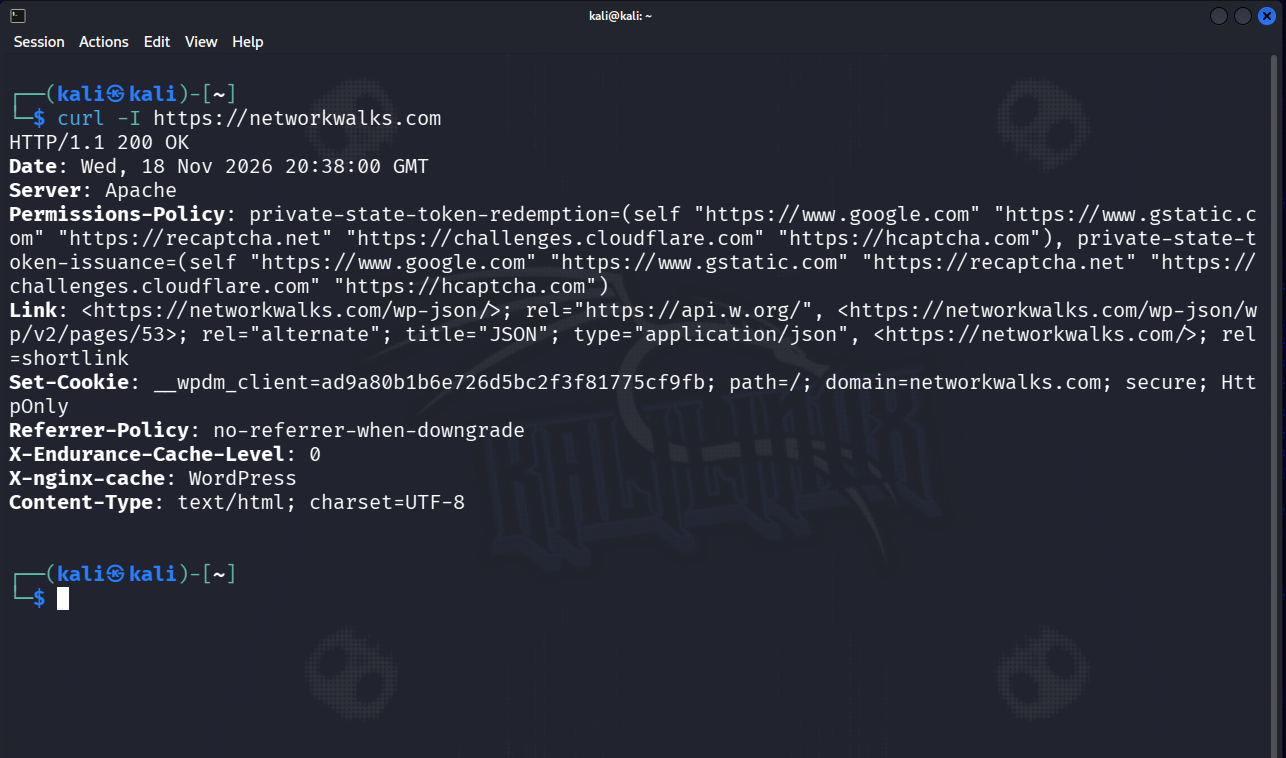 kali@kali: ~
Session Actions Edit View Help
┌──(kali㉿kali)-[~]
└─$ curl -I https://networkwalks.com
HTTP/1.1 200 OK
Date: Wed, 18 Nov 2026 20:38:00 GMT
Server: Apache
Permissions-Policy: private-state-token-redemption=(self "https://www.google.com" "https://www.gstatic.c
om" "https://recaptcha.net" "https://challenges.cloudflare.com" "https://hcaptcha.com"), private-state-t
oken-issuance=(self "https://www.google.com" "https://www.gstatic.com" "https://recaptcha.net" "https://
challenges.cloudflare.com" "https://hcaptcha.com")
Link: <https://networkwalks.com/wp-json/>; rel="https://api.w.org/", <https://networkwalks.com/wp-json/w
p/v2/pages/53>; rel="alternate"; title="JSON"; type="application/json", <https://networkwalks.com/>; rel
=shortlink
Set-Cookie: __wpdm_client=ad9a80b1b6e726d5bc2f3f81775cf9fb; path=/; domain=networkwalks.com; secure; Htt
pOnly
Referrer-Policy: no-referrer-when-downgrade
X-Endurance-Cache-Level: 0
X-nginx-cache: WordPress
Content-Type: text/html; charset=UTF-8
┌──(kali㉿kali)-[~]
└─$
KALI LINUX